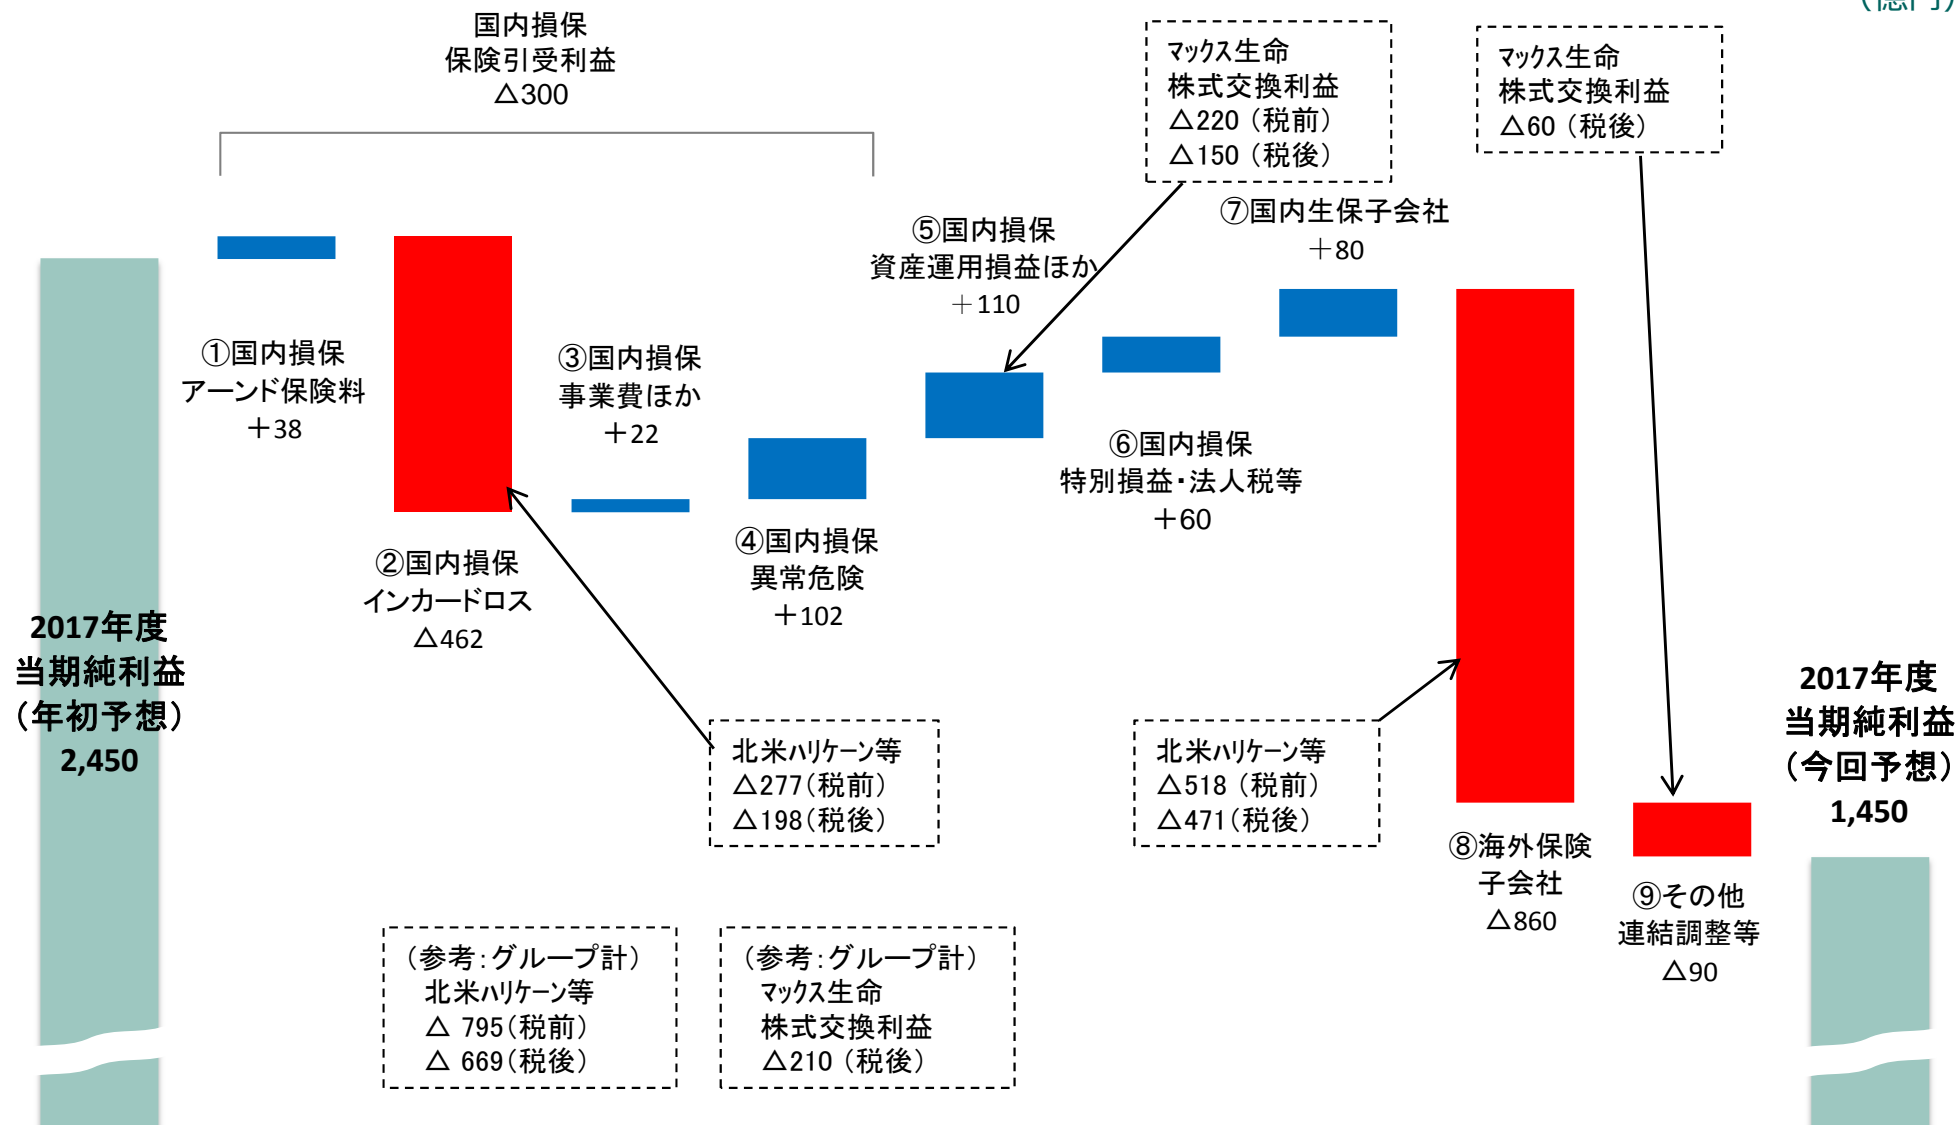 (億円)
国内損保
保険引受利益
△300
マックス生命
株式交換利益
△220（税前）
△150（税後）
マックス生命
株式交換利益
△60（税後）
①国内損保
アーンド保険料
＋38
②国内損保
インカードロス
△462
③国内損保
事業費ほか
＋22
④国内損保
異常危険
＋102
⑤国内損保
資産運用損益ほか
＋110
⑥国内損保
特別損益・法人税等
＋60
⑦国内生保子会社
＋80
2017年度
当期純利益
（年初予想）
2,450
北米ハリケーン等
△277（税前）
△198（税後）
北米ハリケーン等
△518（税前）
△471（税後）
⑧海外保険
子会社
△860
⑨その他
連結調整等
△90
2017年度
当期純利益
（今回予想）
1,450
（参考：グループ計）
北米ハリケーン等
△ 795（税前）
△ 669（税後）
（参考：グループ計）
マックス生命
株式交換利益
△210（税後）